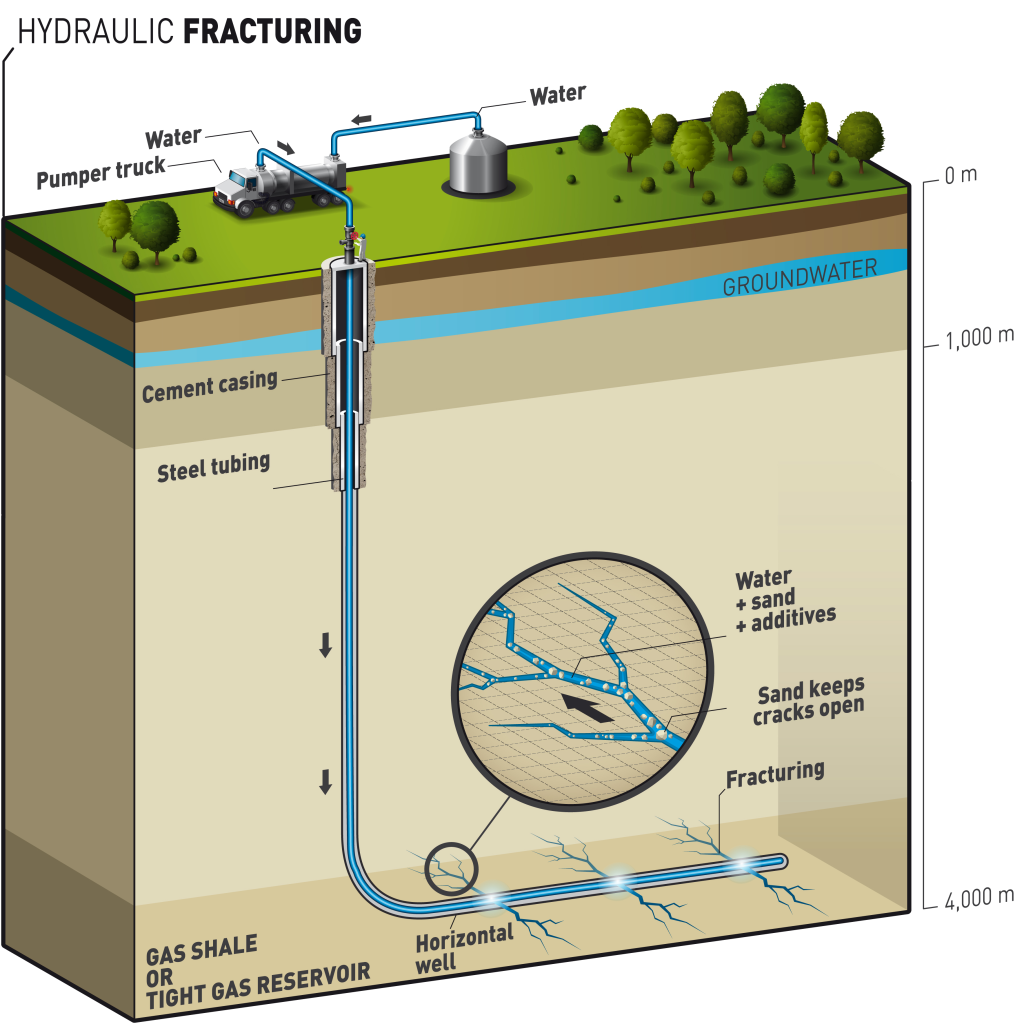 HYDRAULIC FRACTURING
Water
Water
Pumper truck
0 m
GROUNDWATER
1,000 m
Cement casing
Steel tubing
Water
+ sand
+ additives
Sand keeps
cracks open
Fracturing
4,000 m
Horizontal
well
GAS SHALE
OR
TIGHT GAS RESERVOIR